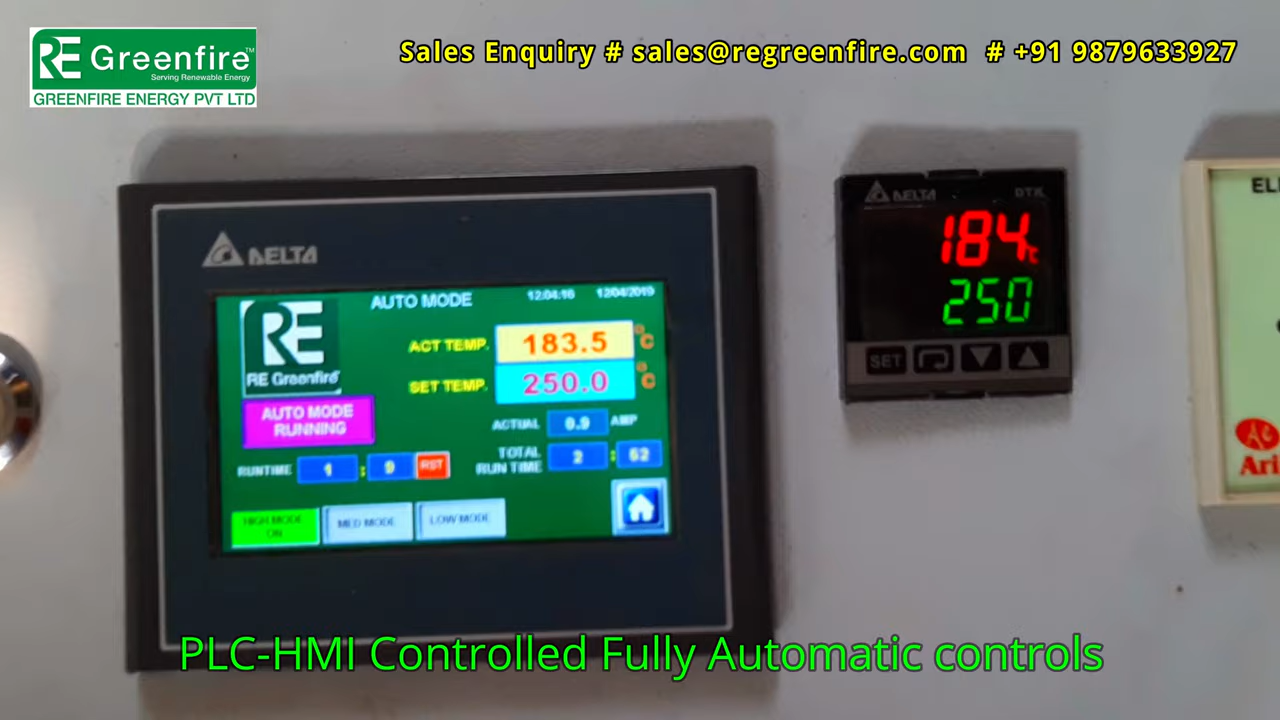 RE Greenfire™
Serving Renewable Energy
GREENFIRE ENERGY PVT LTD
Sales Enquiry # sales@regreenfire.com # +91 9879633927
DELTA
AUTO MODE
12:04:16 12/04/2019
RE
RE Greenfire
ACT TEMP. 183.5 °C
SET TEMP. 250.0 °C
AUTO MODE
RUNNING
ACTUAL 0.9 AMP
RUNTIME 1 : 9 RST
TOTAL
RUN TIME 2 : 52
HIGH MODE
ON
MED MODE
LOW MODE
DELTA DTK
184 °C
250
SET
PLC-HMI Controlled Fully Automatic controls